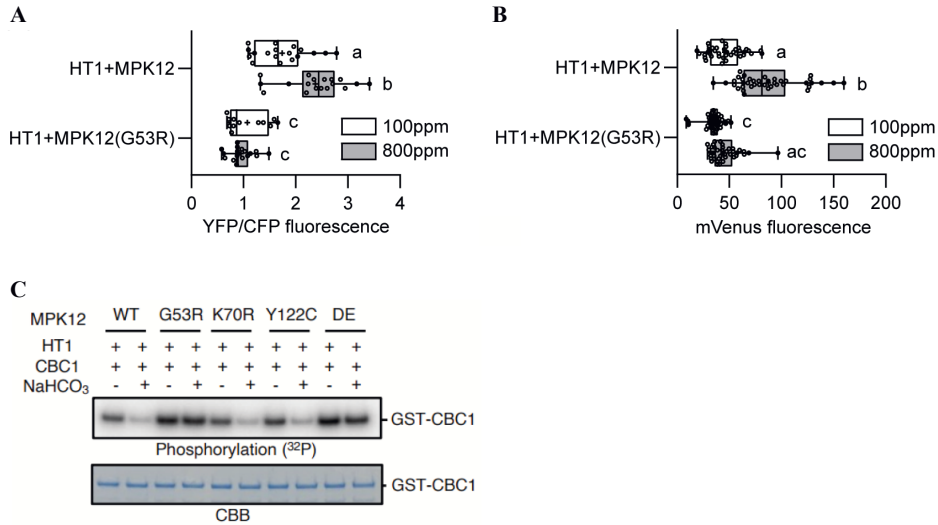 A
HT1+MPK12
a
b
HT1+MPK12(G53R)
c
c
100ppm
800ppm
0 1 2 3 4
YFP/CFP fluorescence
B
HT1+MPK12
a
b
HT1+MPK12(G53R)
c
ac
100ppm
800ppm
0 50 100 150 200
mVenus fluorescence
C
MPK12 WT G53R K70R Y122C DE
HT1 + + + + + + + + + +
CBC1 + + + + + + + + + +
NaHCO₃ - + - + - + - + - +
GST-CBC1
Phosphorylation (³²P)
GST-CBC1
CBB